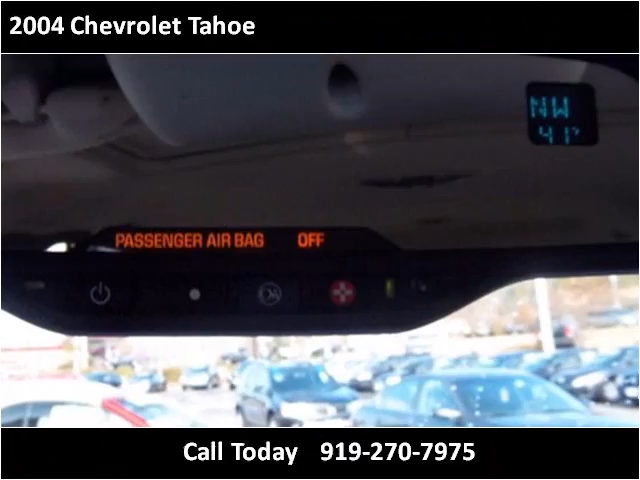 2004 Chevrolet Tahoe
NW
41°
PASSENGER AIR BAG OFF
Call Today 919-270-7975